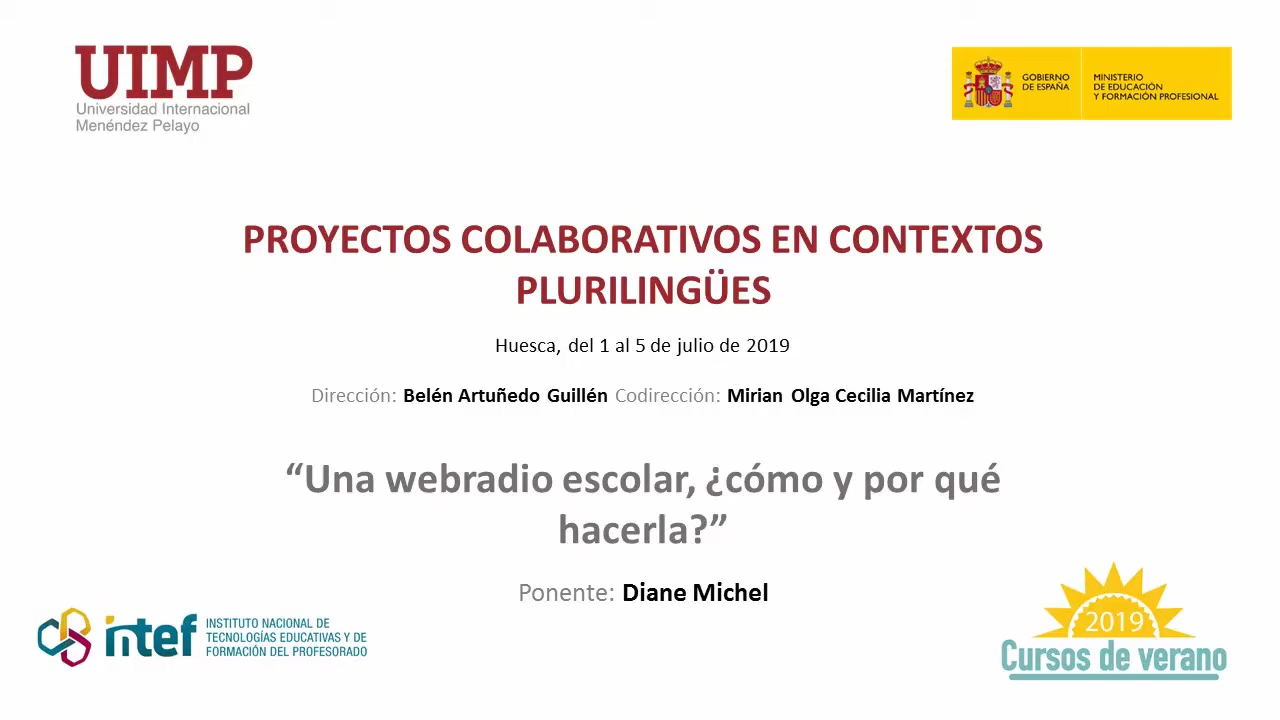 UIMP
Universidad Internacional
Menéndez Pelayo
GOBIERNO
DE ESPAÑA
MINISTERIO
DE EDUCACIÓN
Y FORMACIÓN PROFESIONAL
PROYECTOS COLABORATIVOS EN CONTEXTOS
PLURILINGÜES
Huesca, del 1 al 5 de julio de 2019
Dirección: Belén Artuñedo Guillén Codirección: Mirian Olga Cecilia Martínez
“Una webradio escolar, ¿cómo y por qué
hacerla?”
Ponente: Diane Michel
intef
INSTITUTO NACIONAL DE
TECNOLOGÍAS EDUCATIVAS Y DE
FORMACIÓN DEL PROFESORADO
2019
Cursos de verano